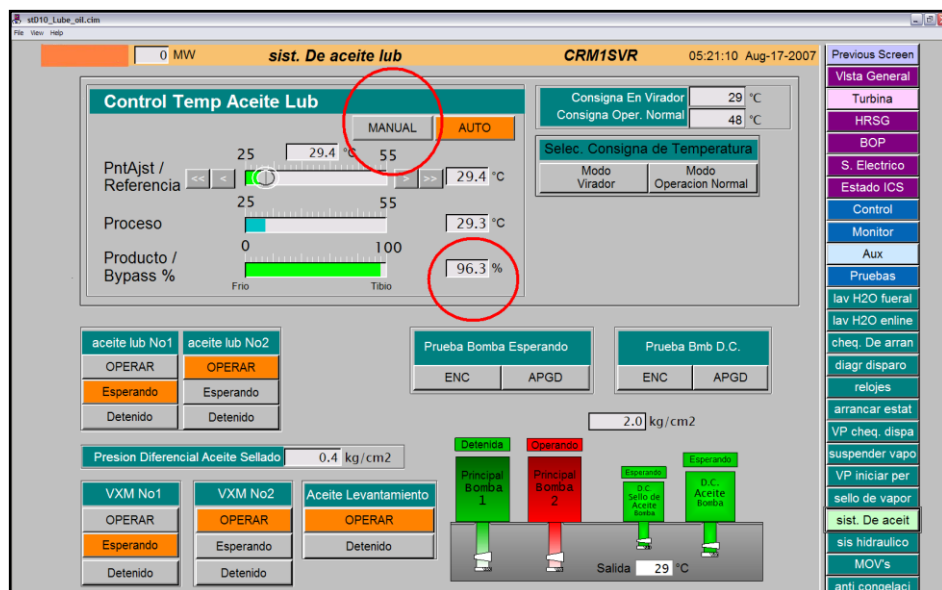 stD10_Lube_oil.cim
File View Help
0 MW sist. De aceite lub CRM1SVR 05:21:10 Aug-17-2007
Control Temp Aceite Lub
MANUAL AUTO
25 29.4 °C 55
PntAjst / Referencia << < > >> 29.4 °C
25 55
Proceso 29.3 °C
0 100
Producto / Bypass % 96.3 %
Frio Tibio
Consigna En Virador 29 °C
Consigna Oper. Normal 48 °C
Selec. Consigna de Temperatura
Modo Virador
Modo Operacion Normal
aceite lub No1
OPERAR
Esperando
Detenido
aceite lub No2
OPERAR
Esperando
Detenido
Prueba Bomba Esperando
ENC APGD
Prueba Bmb D.C.
ENC APGD
2.0 kg/cm2
Presion Diferencial Aceite Sellado 0.4 kg/cm2
VXM No1
OPERAR
Esperando
Detenido
VXM No2
OPERAR
Esperando
Detenido
Aceite Levantamiento
OPERAR
Detenido
Detenida
Principal
Bomba
1
Operando
Principal
Bomba
2
Esperando
D.C
Sello de
Aceite
Bomba
Esperando
D.C.
Aceite
Bomba
Salida 29 °C
Previous Screen
VIsta General
Turbina
HRSG
BOP
S. Electrico
Estado ICS
Control
Monitor
Aux
Pruebas
lav H2O fueral
lav H2O enline
cheq. De arran
diagr disparo
relojes
arrancar estat
VP cheq. dispa
suspender vapo
VP iniciar per
sello de vapor
sist. De aceit
sis hidraulico
MOV's
anti congelaci